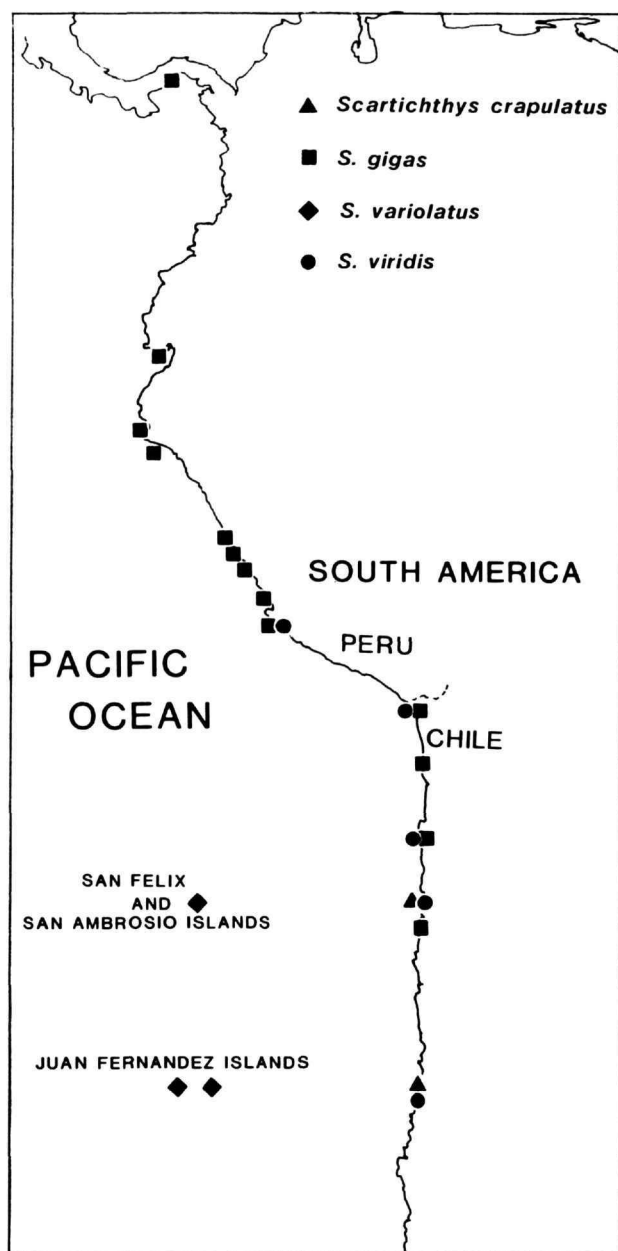 Scartichthys crapulatus
S. gigas
S. variolatus
S. viridis
SOUTH AMERICA
PERU
PACIFIC
OCEAN
CHILE
SAN FELIX
AND
SAN AMBROSIO ISLANDS
JUAN FERNANDEZ ISLANDS